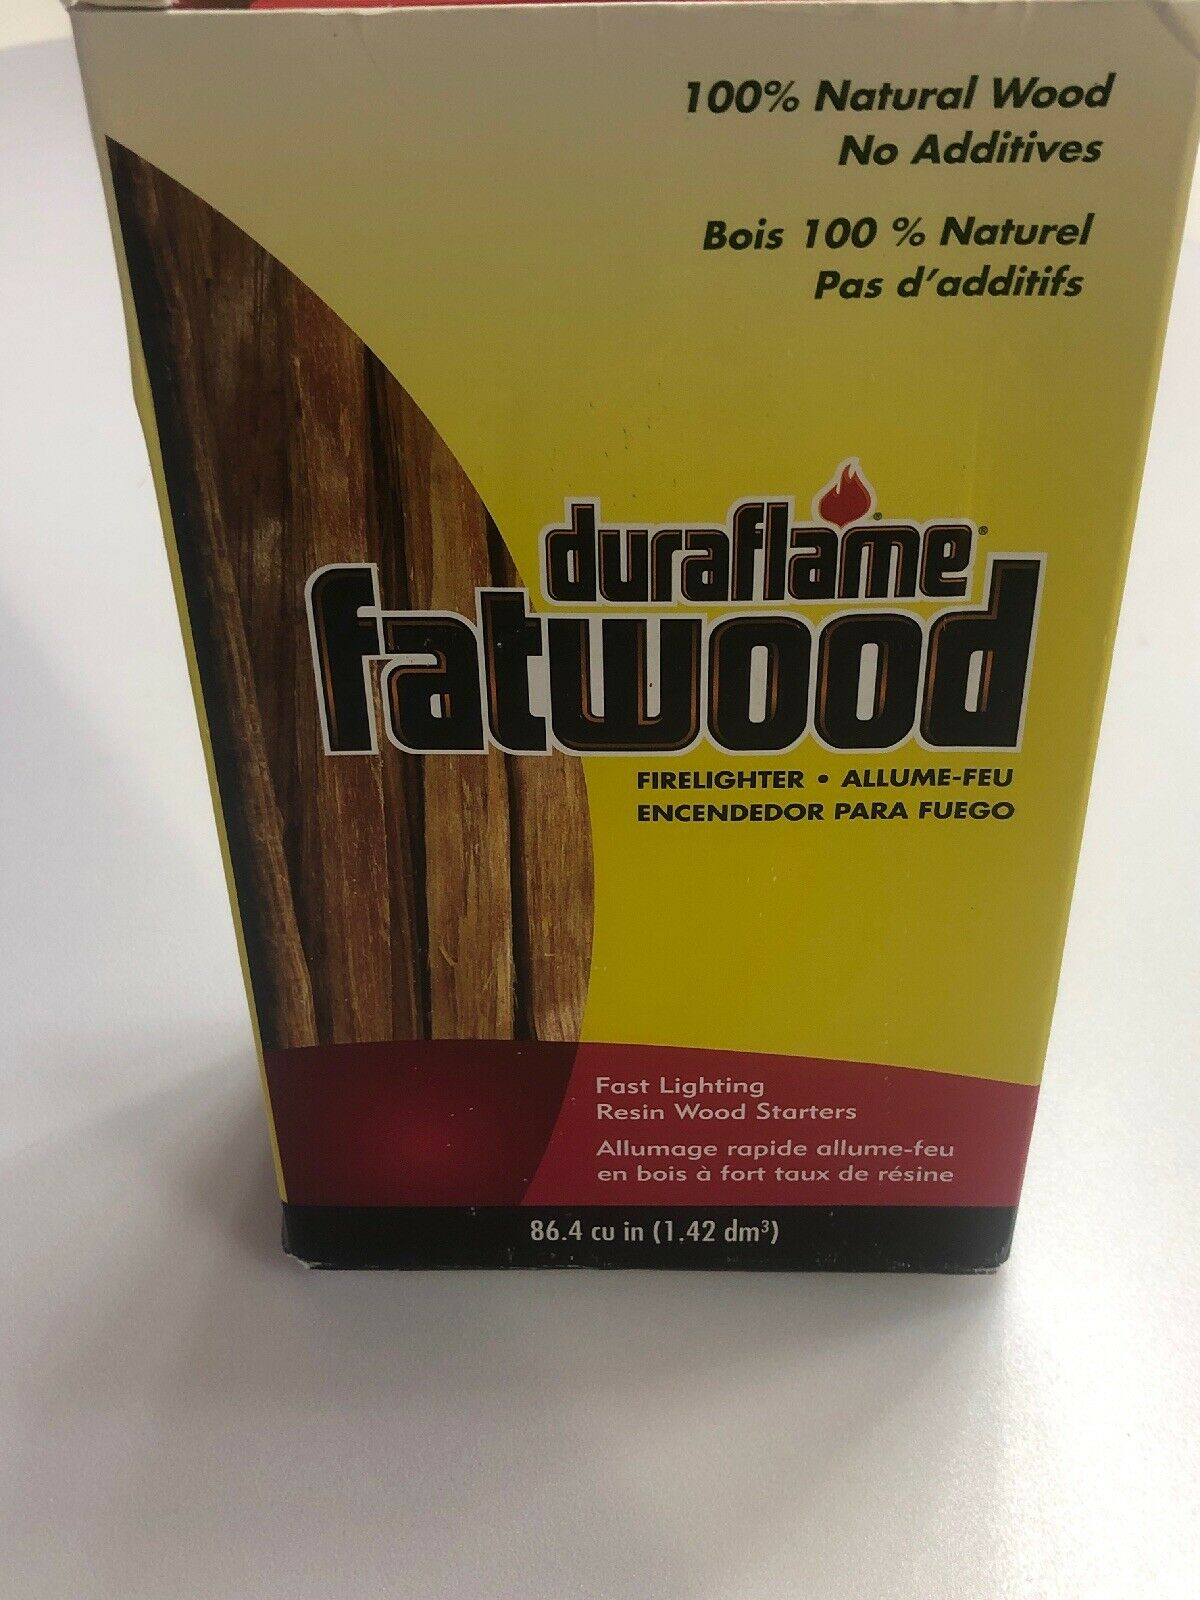 100% Natural Wood
No Additives
Bois 100 % Naturel
Pas d'additifs
duraflame®
fatwood
FIRELIGHTER • ALLUME-FEU
ENCENDEDOR PARA FUEGO
Fast Lighting
Resin Wood Starters
Allumage rapide allume-feu
en bois à fort taux de résine
86.4 cu in (1.42 dm³)